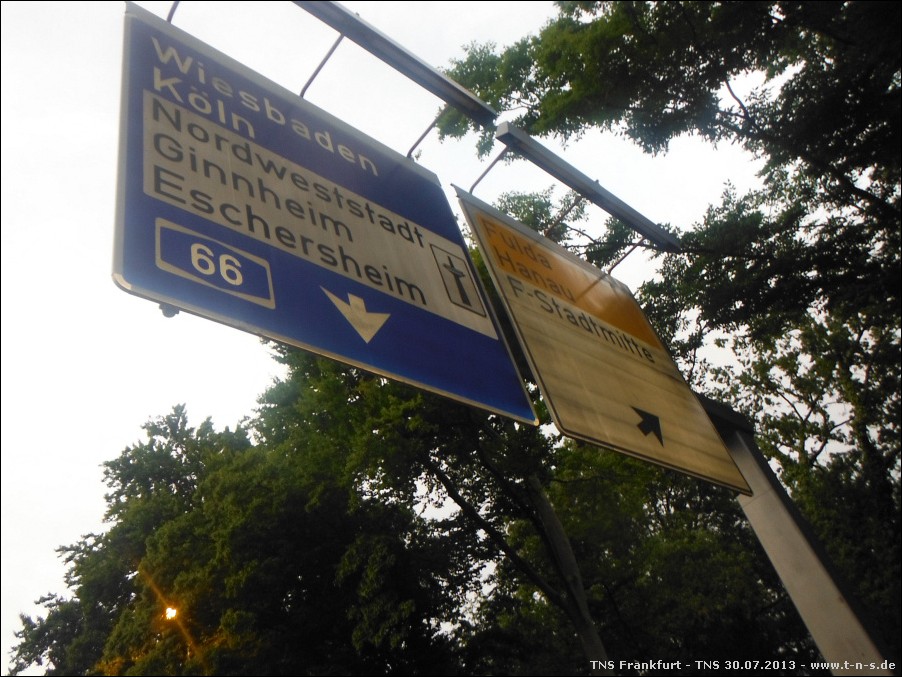 Wiesbaden
Köln
Nordweststadt
Ginnheim
Eschersheim
66
Fulda
Hanau
F-Stadtmitte
TNS Frankfurt - TNS 30.07.2013 - www.t-n-s.de